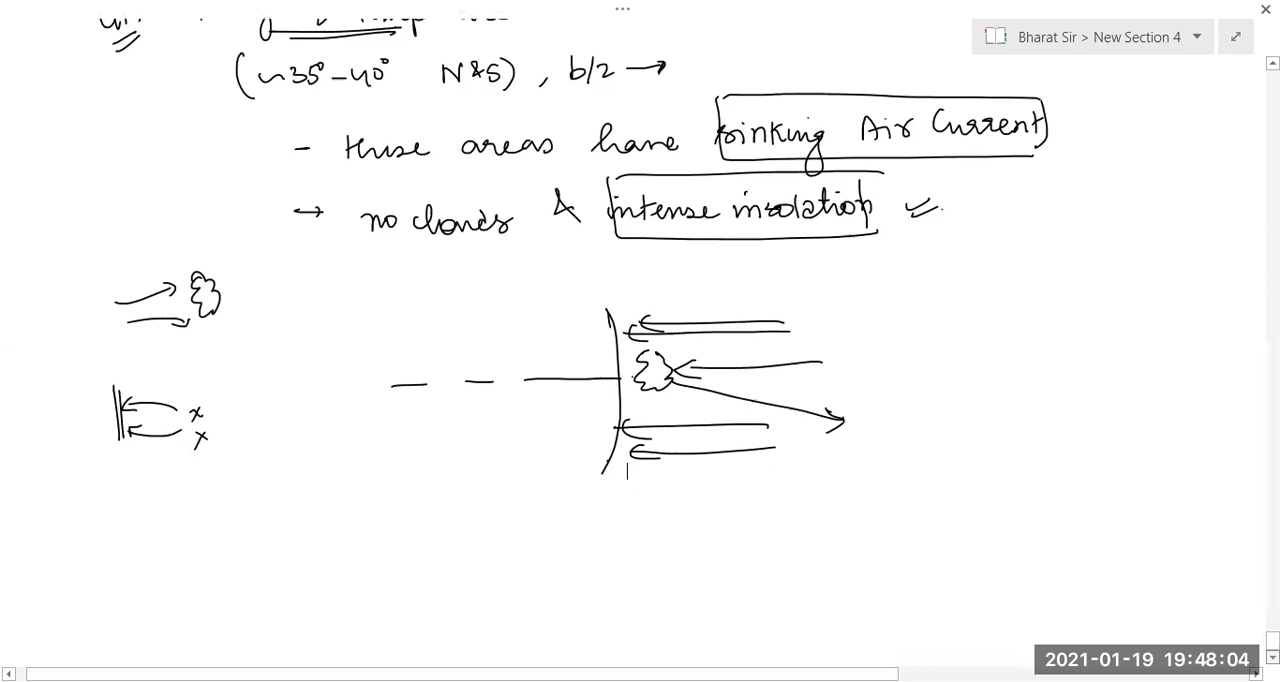 Bharat Sir > New Section 4
(~35° - 40° N & S), b/z →
- these areas have sinking Air Current
→ no clouds & intense insolation
x
x
2021-01-19 19:48:04